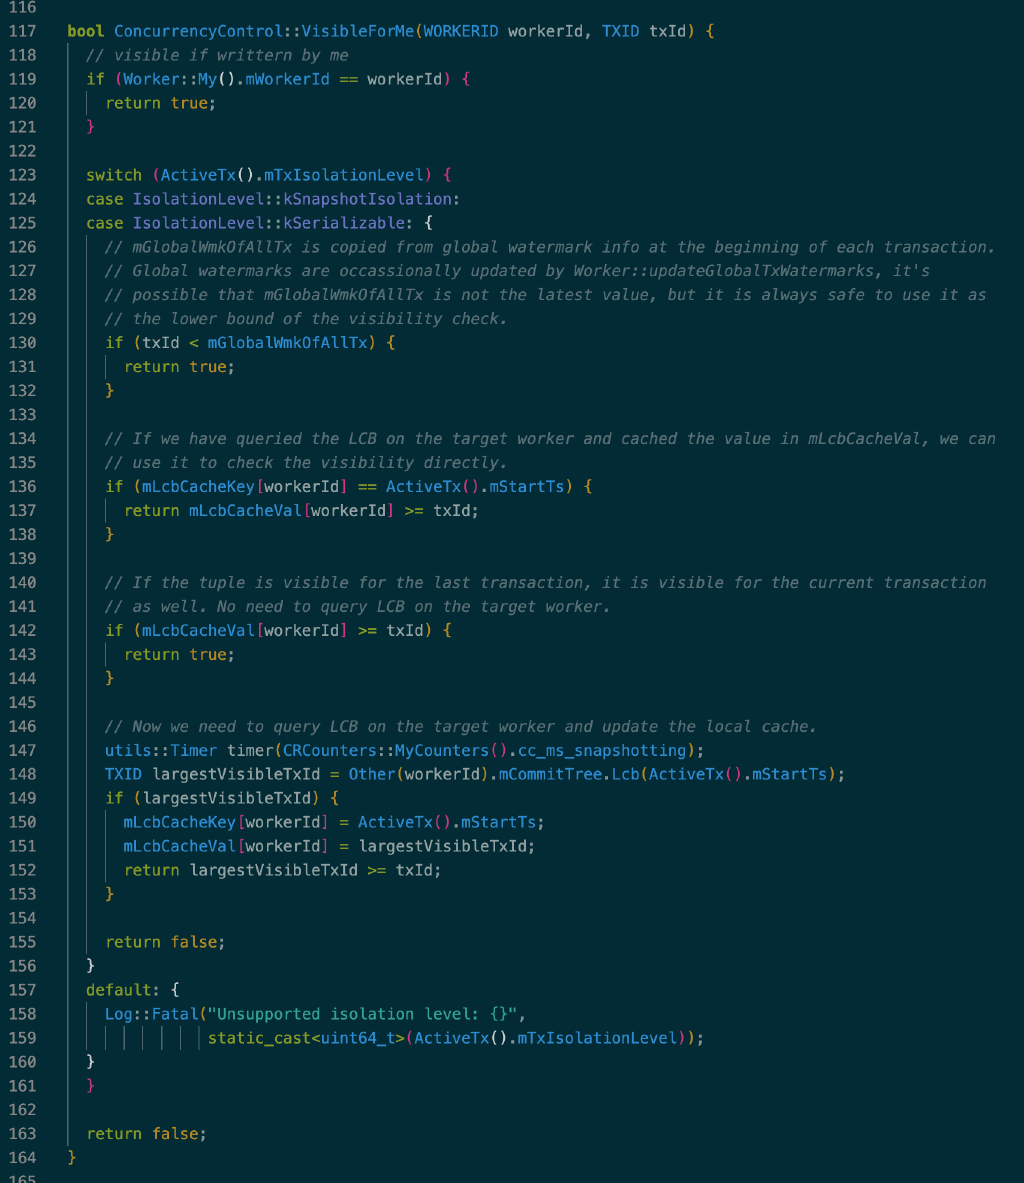 116
117 bool ConcurrencyControl::VisibleForMe(WORKERID workerId, TXID txId) {
118   // visible if writtern by me
119   if (Worker::My().mWorkerId == workerId) {
120     return true;
121   }
122
123   switch (ActiveTx().mTxIsolationLevel) {
124   case IsolationLevel::kSnapshotIsolation:
125   case IsolationLevel::kSerializable: {
126     // mGlobalWmkOfAllTx is copied from global watermark info at the beginning of each transaction.
127     // Global watermarks are occassionally updated by Worker::updateGlobalTxWatermarks, it's
128     // possible that mGlobalWmkOfAllTx is not the latest value, but it is always safe to use it as
129     // the lower bound of the visibility check.
130     if (txId < mGlobalWmkOfAllTx) {
131       return true;
132     }
133
134     // If we have queried the LCB on the target worker and cached the value in mLcbCacheVal, we can
135     // use it to check the visibility directly.
136     if (mLcbCacheKey[workerId] == ActiveTx().mStartTs) {
137       return mLcbCacheVal[workerId] >= txId;
138     }
139
140     // If the tuple is visible for the last transaction, it is visible for the current transaction
141     // as well. No need to query LCB on the target worker.
142     if (mLcbCacheVal[workerId] >= txId) {
143       return true;
144     }
145
146     // Now we need to query LCB on the target worker and update the local cache.
147     utils::Timer timer(CRCounters::MyCounters().cc_ms_snapshotting);
148     TXID largestVisibleTxId = Other(workerId).mCommitTree.Lcb(ActiveTx().mStartTs);
149     if (largestVisibleTxId) {
150       mLcbCacheKey[workerId] = ActiveTx().mStartTs;
151       mLcbCacheVal[workerId] = largestVisibleTxId;
152       return largestVisibleTxId >= txId;
153     }
154
155     return false;
156   }
157   default: {
158     Log::Fatal("Unsupported isolation level: {}",
159                static_cast<uint64_t>(ActiveTx().mTxIsolationLevel));
160   }
161   }
162
163   return false;
164 }
165